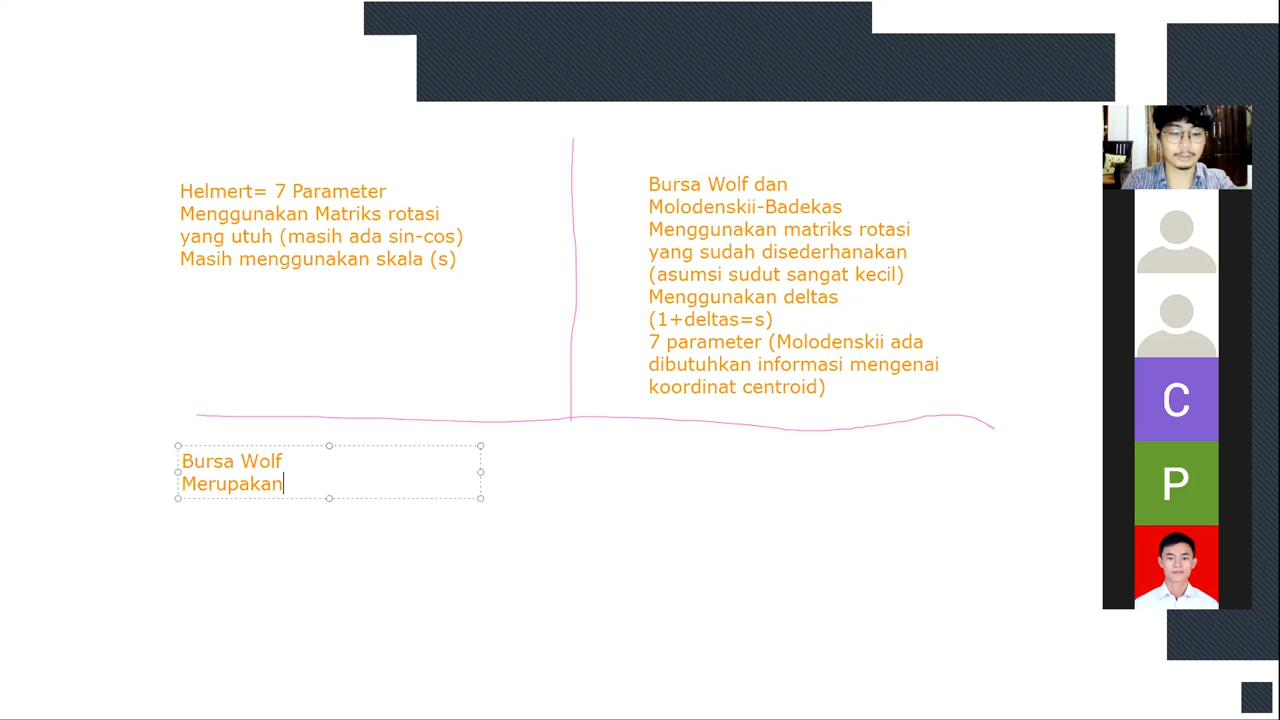 Helmert= 7 Parameter
Menggunakan Matriks rotasi
yang utuh (masih ada sin-cos)
Masih menggunakan skala (s)
Bursa Wolf dan
Molodenskii-Badekas
Menggunakan matriks rotasi
yang sudah disederhanakan
(asumsi sudut sangat kecil)
Menggunakan deltas
(1+deltas=s)
7 parameter (Molodenskii ada
dibutuhkan informasi mengenai
koordinat centroid)
Bursa Wolf
Merupakan
C
P